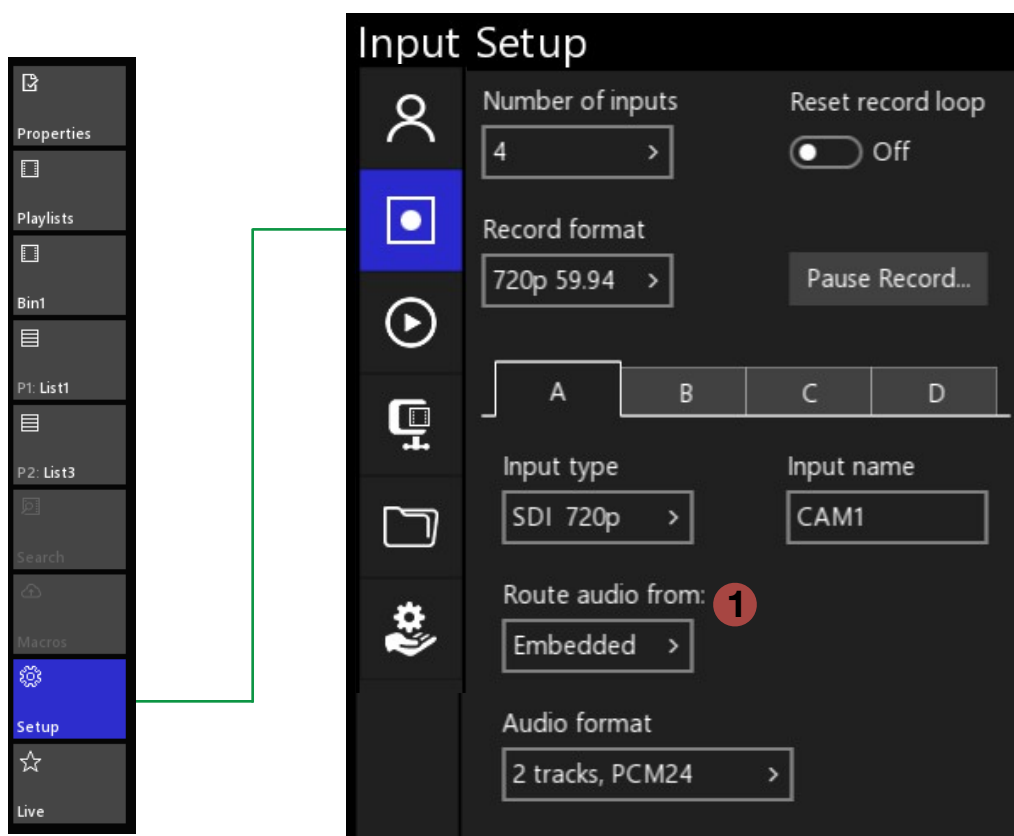 Properties
Playlists
Bin1
P1: List1
P2: List3
Search
Macros
Setup
Live
Input Setup
Number of inputs
Reset record loop
4 >
Off
Record format
720p 59.94 >
Pause Record...
A B C D
Input type
Input name
SDI 720p >
CAM1
Route audio from:
1
Embedded >
Audio format
2 tracks, PCM24 >